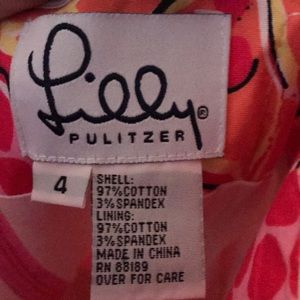 Lilly®
PULITZER
4
SHELL:
97%COTTON
3%SPANDEX
LINING:
97%COTTON
3%SPANDEX
MADE IN CHINA
RN 88189
OVER FOR CARE